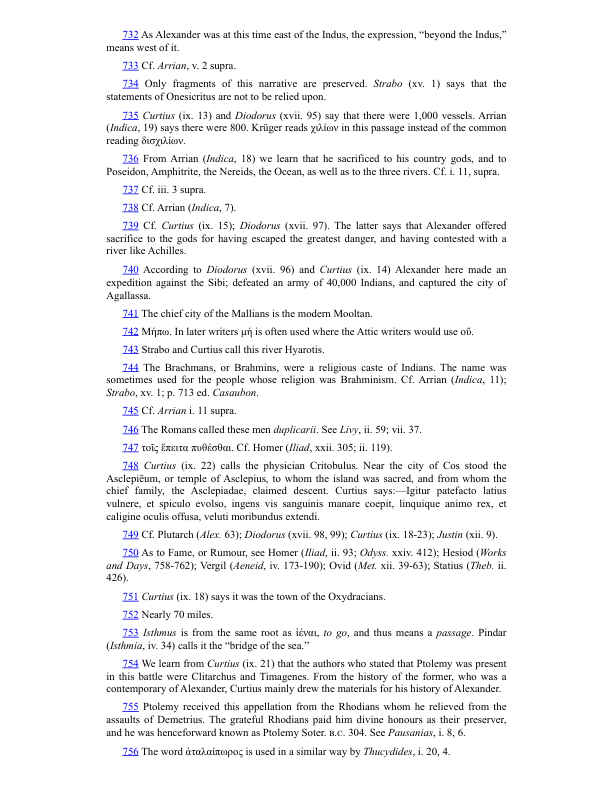 732 As Alexander was at this time east of the Indus, the expression, “beyond the Indus,”
means west of it.
733 Cf. Arrian, v. 2 supra.
734 Only fragments of this narrative are preserved. Strabo (xv. 1) says that the
statements of Onesicritus are not to be relied upon.
735 Curtius (ix. 13) and Diodorus (xvii. 95) say that there were 1,000 vessels. Arrian
(Indica, 19) says there were 800. Krüger reads χιλίων in this passage instead of the common
reading δισχιλίων.
736 From Arrian (Indica, 18) we learn that he sacrificed to his country gods, and to
Poseidon, Amphitrite, the Nereids, the Ocean, as well as to the three rivers. Cf. i. 11, supra.
737 Cf. iii. 3 supra.
738 Cf. Arrian (Indica, 7).
739 Cf. Curtius (ix. 15); Diodorus (xvii. 97). The latter says that Alexander offered
sacrifice to the gods for having escaped the greatest danger, and having contested with a
river like Achilles.
740 According to Diodorus (xvii. 96) and Curtius (ix. 14) Alexander here made an
expedition against the Sibi; defeated an army of 40,000 Indians, and captured the city of
Agallassa.
741 The chief city of the Mallians is the modern Mooltan.
742 Μήπω. In later writers μή is often used where the Attic writers would use οὔ.
743 Strabo and Curtius call this river Hyarotis.
744 The Brachmans, or Brahmins, were a religious caste of Indians. The name was
sometimes used for the people whose religion was Brahminism. Cf. Arrian (Indica, 11);
Strabo, xv. 1; p. 713 ed. Casaubon.
745 Cf. Arrian i. 11 supra.
746 The Romans called these men duplicarii. See Livy, ii. 59; vii. 37.
747 τοῖς ἔπειτα πυθέσθαι. Cf. Homer (Iliad, xxii. 305; ii. 119).
748 Curtius (ix. 22) calls the physician Critobulus. Near the city of Cos stood the
Asclepiĕum, or temple of Asclepius, to whom the island was sacred, and from whom the
chief family, the Asclepiadae, claimed descent. Curtius says:—Igitur patefacto latius
vulnere, et spiculo evolso, ingens vis sanguinis manare coepit, linquique animo rex, et
caligine oculis offusa, veluti moribundus extendi.
749 Cf. Plutarch (Alex. 63); Diodorus (xvii. 98, 99); Curtius (ix. 18-23); Justin (xii. 9).
750 As to Fame, or Rumour, see Homer (Iliad, ii. 93; Odyss. xxiv. 412); Hesiod (Works
and Days, 758-762); Vergil (Aeneid, iv. 173-190); Ovid (Met. xii. 39-63); Statius (Theb. ii.
426).
751 Curtius (ix. 18) says it was the town of the Oxydracians.
752 Nearly 70 miles.
753 Isthmus is from the same root as ἰέναι, to go, and thus means a passage. Pindar
(Isthmia, iv. 34) calls it the “bridge of the sea.”
754 We learn from Curtius (ix. 21) that the authors who stated that Ptolemy was present
in this battle were Clitarchus and Timagenes. From the history of the former, who was a
contemporary of Alexander, Curtius mainly drew the materials for his history of Alexander.
755 Ptolemy received this appellation from the Rhodians whom he relieved from the
assaults of Demetrius. The grateful Rhodians paid him divine honours as their preserver,
and he was henceforward known as Ptolemy Soter. B.C. 304. See Pausanias, i. 8, 6.
756 The word ἀταλαίπωρος is used in a similar way by Thucydides, i. 20, 4.